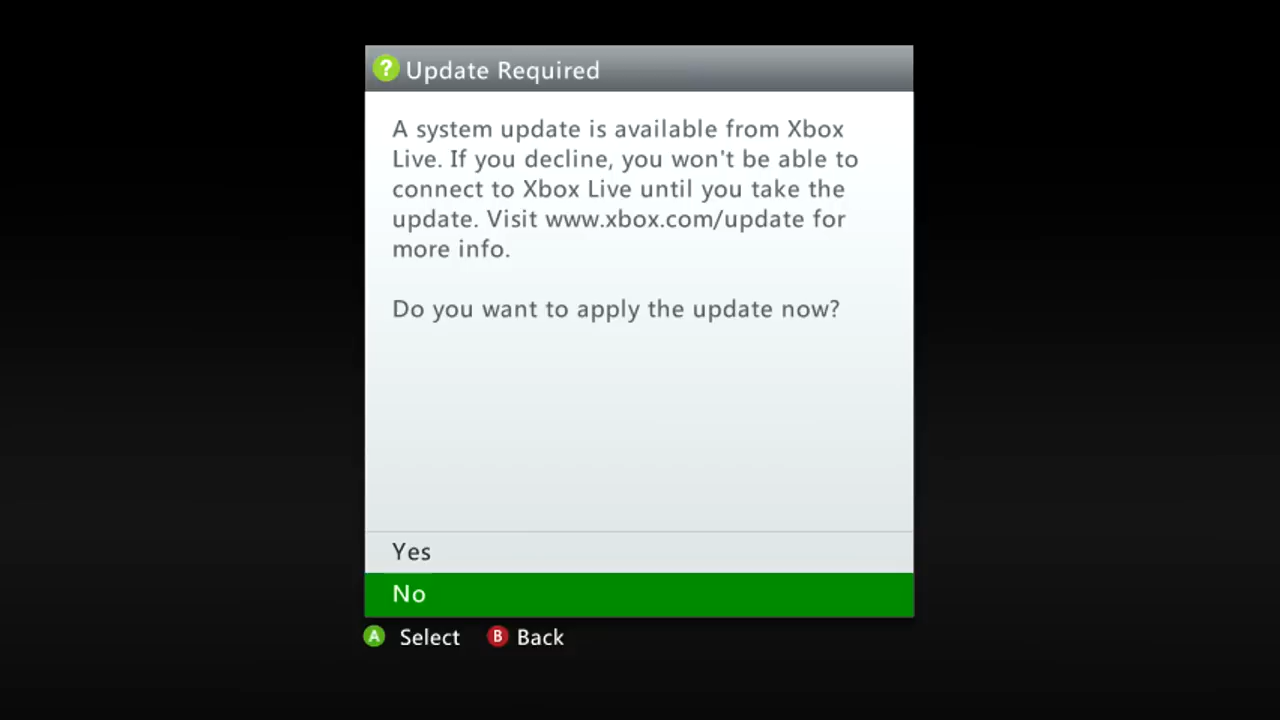 ? Update Required
A system update is available from Xbox
Live. If you decline, you won't be able to
connect to Xbox Live until you take the
update. Visit www.xbox.com/update for
more info.
Do you want to apply the update now?
Yes
No
A Select B Back